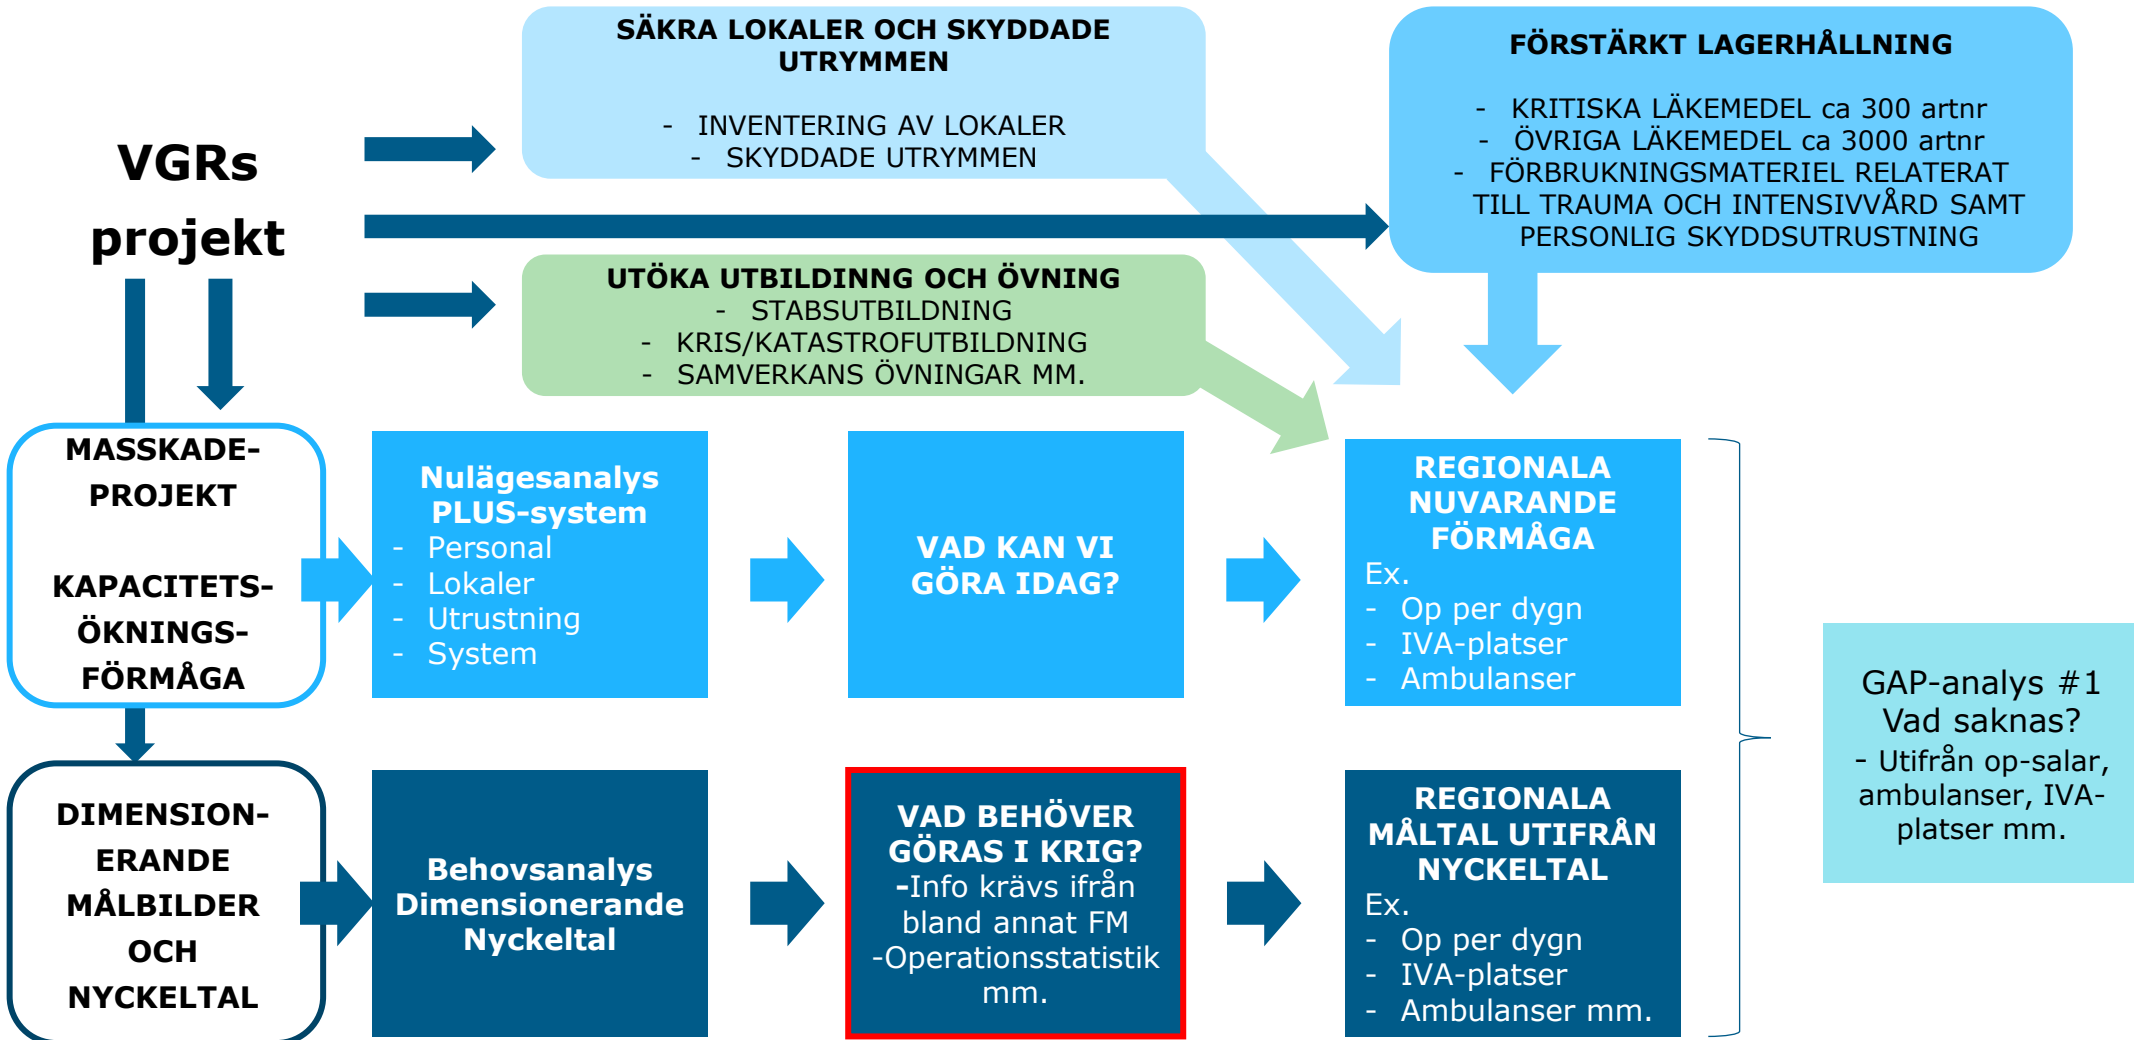 VGRs
projekt
SÄKRA LOKALER OCH SKYDDADE
UTRYMMEN
- INVENTERING AV LOKALER
- SKYDDADE UTRYMMEN
FÖRSTÄRKT LAGERHÅLLNING
- KRITISKA LÄKEMEDEL ca 300 artnr
- ÖVRIGA LÄKEMEDEL ca 3000 artnr
- FÖRBRUKNINGSMATERIEL RELATERAT
TILL TRAUMA OCH INTENSIVVÅRD SAMT
PERSONLIG SKYDDSUTRUSTNING
UTÖKA UTBILDINNG OCH ÖVNING
- STABSUTBILDNING
- KRIS/KATASTROFUTBILDNING
- SAMVERKANS ÖVNINGAR MM.
MASSKADE-
PROJEKT
KAPACITETS-
ÖKNINGS-
FÖRMÅGA
Nulägesanalys
PLUS-system
- Personal
- Lokaler
- Utrustning
- System
VAD KAN VI
GÖRA IDAG?
REGIONALA
NUVARANDE
FÖRMÅGA
Ex.
- Op per dygn
- IVA-platser
- Ambulanser
DIMENSION-
ERANDE
MÅLBILDER
OCH
NYCKELTAL
Behovsanalys
Dimensionerande
Nyckeltal
VAD BEHÖVER
GÖRAS I KRIG?
-Info krävs ifrån
bland annat FM
-Operationsstatistik
mm.
REGIONALA
MÅLTAL UTIFRÅN
NYCKELTAL
Ex.
- Op per dygn
- IVA-platser
- Ambulanser mm.
GAP-analys #1
Vad saknas?
- Utifrån op-salar,
ambulanser, IVA-
platser mm.